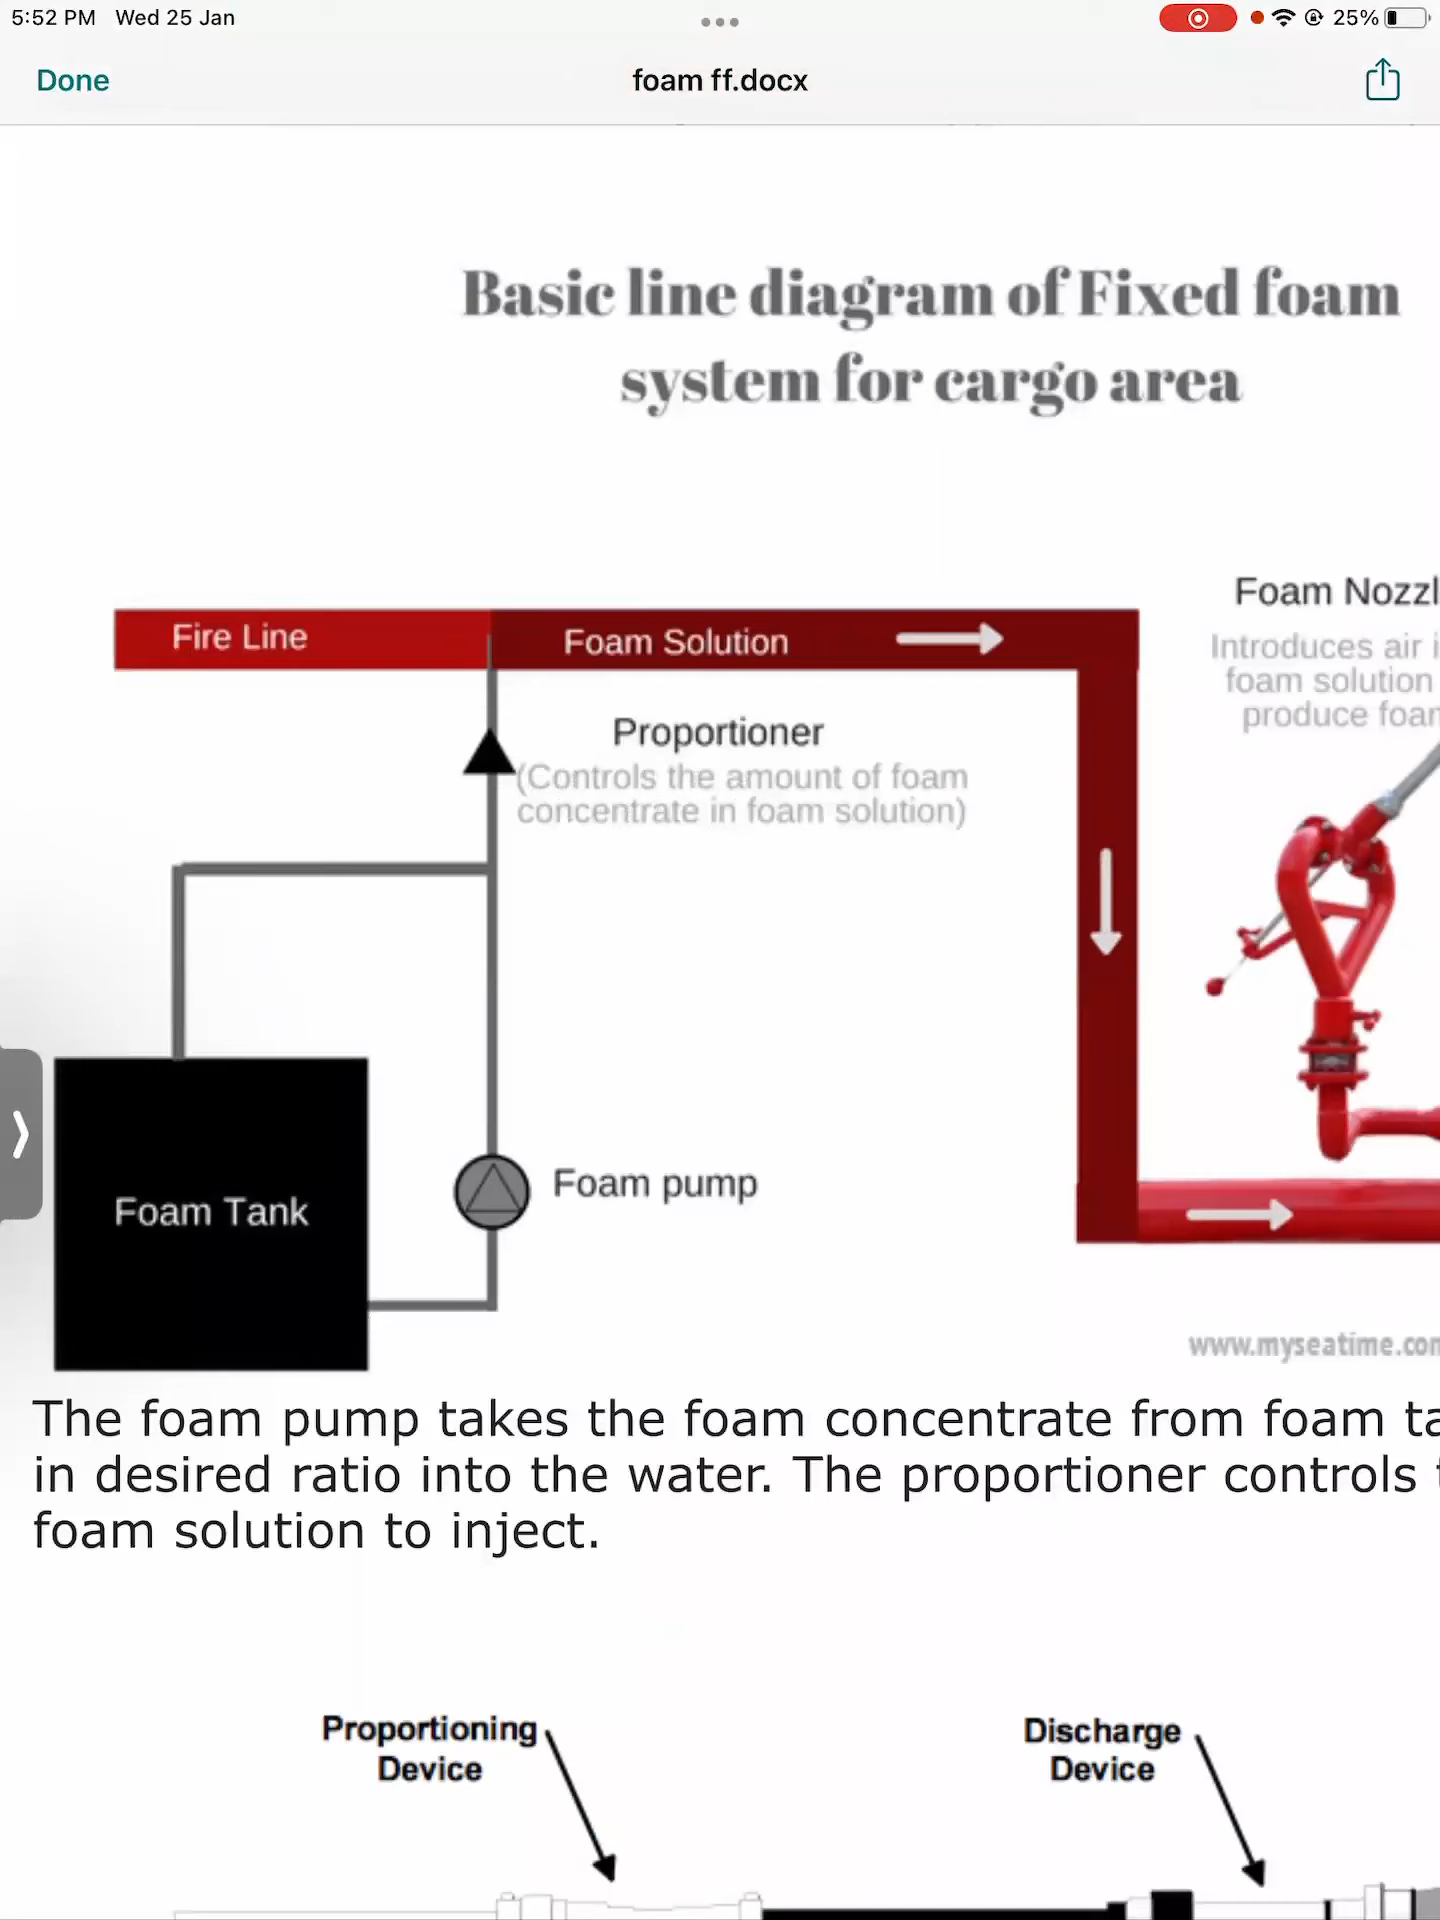 5:52 PM Wed 25 Jan
25%
Done
foam ff.docx
Basic line diagram of Fixed foam
system for cargo area
Fire Line
Foam Solution
Foam Nozzl
Introduces air i
foam solution
produce foam
Proportioner
(Controls the amount of foam
concentrate in foam solution)
Foam Tank
Foam pump
www.myseatime.com
The foam pump takes the foam concentrate from foam ta
in desired ratio into the water. The proportioner controls t
foam solution to inject.
Proportioning
Device
Discharge
Device